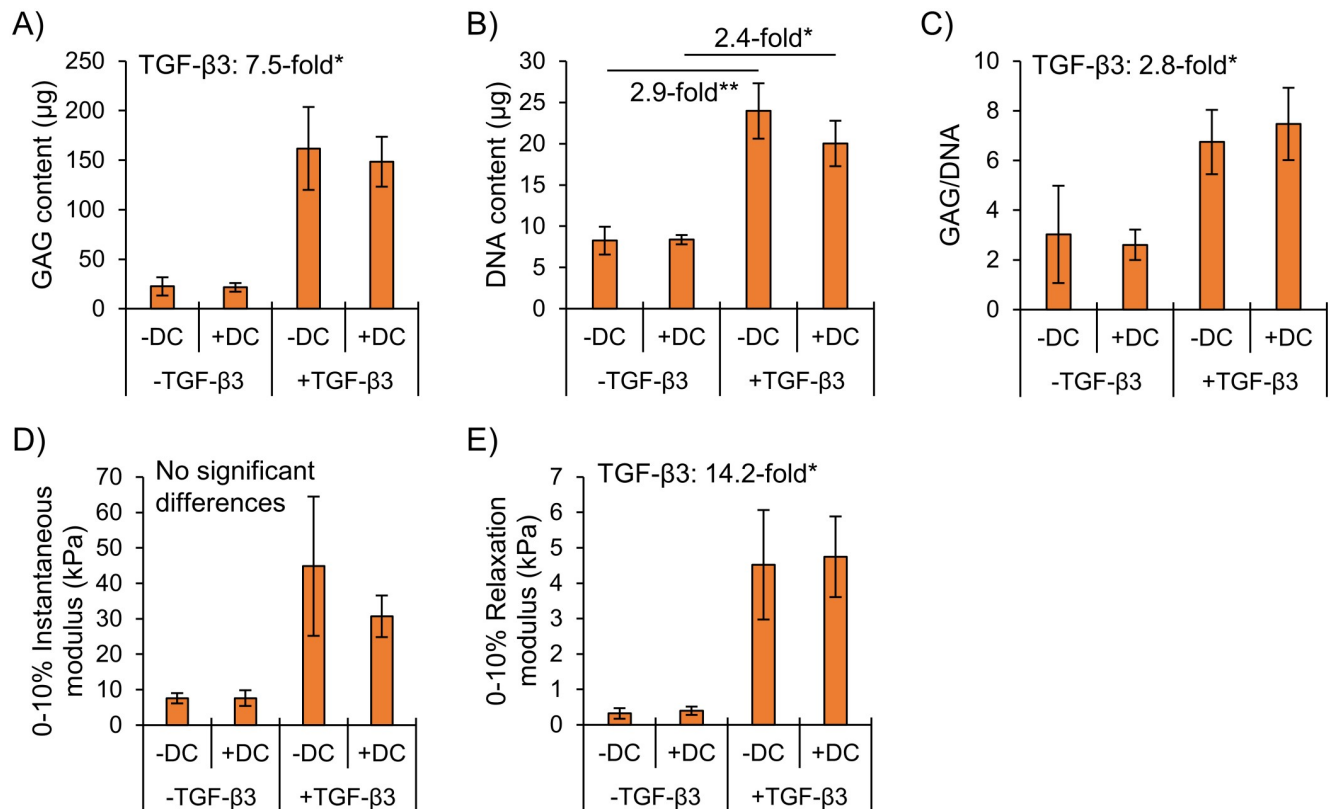 A)
GAG content (µg)
250
200
150
100
50
0
TGF-β3: 7.5-fold*
-DC +DC -DC +DC
-TGF-β3 +TGF-β3
B)
DNA content (µg)
30
25
20
15
10
5
0
2.4-fold*
2.9-fold**
-DC +DC -DC +DC
-TGF-β3 +TGF-β3
C)
GAG/DNA
10
8
6
4
2
0
TGF-β3: 2.8-fold*
-DC +DC -DC +DC
-TGF-β3 +TGF-β3
D)
0-10% Instantaneous
modulus (kPa)
70
60
50
40
30
20
10
0
No significant
differences
-DC +DC -DC +DC
-TGF-β3 +TGF-β3
E)
0-10% Relaxation
modulus (kPa)
7
6
5
4
3
2
1
0
TGF-β3: 14.2-fold*
-DC +DC -DC +DC
-TGF-β3 +TGF-β3